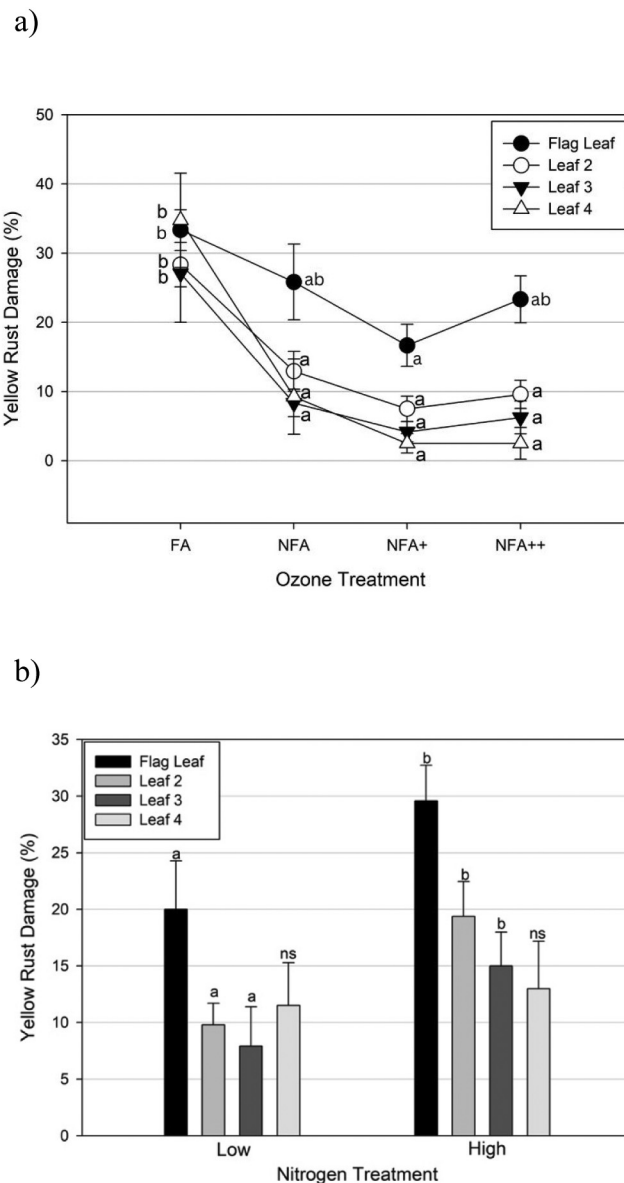 a)
50
40
30
20
10
0
Yellow Rust Damage (%)
Flag Leaf
Leaf 2
Leaf 3
Leaf 4
b
b
b
b
ab
a
a
a
a
a
a
a
ab
a
a
a
FA NFA NFA+ NFA++
Ozone Treatment
b)
35
30
25
20
15
10
5
0
Yellow Rust Damage (%)
Flag Leaf
Leaf 2
Leaf 3
Leaf 4
a
a
a
ns
b
b
b
ns
Low High
Nitrogen Treatment